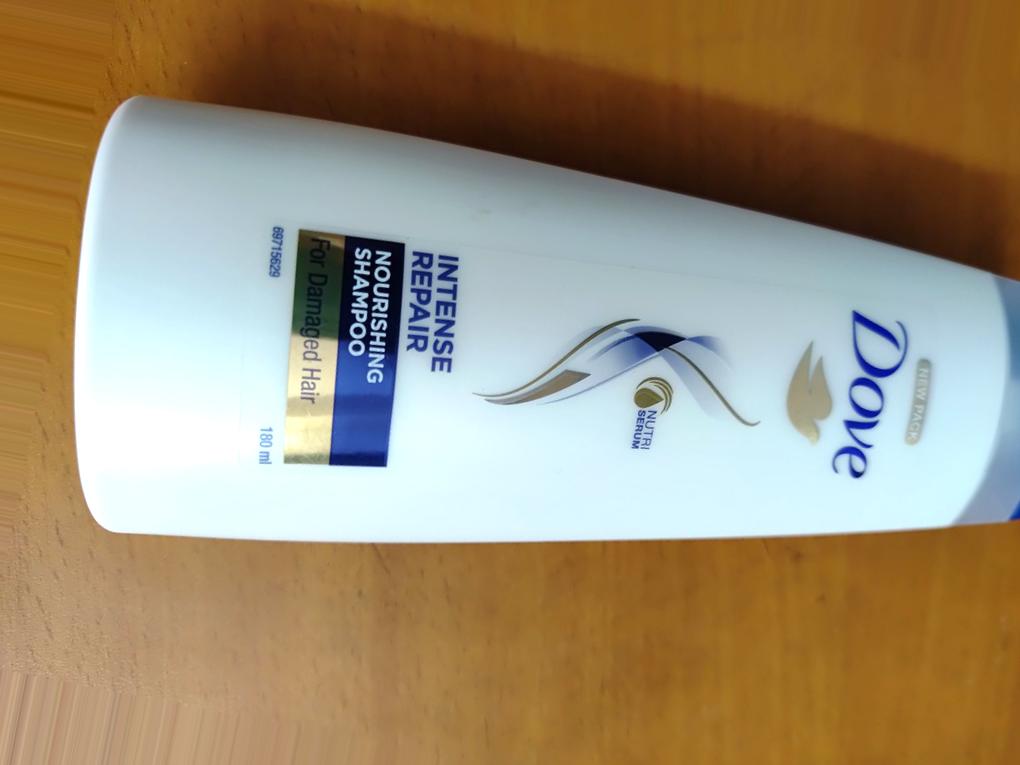 NEW PACK
Dove
NUTRI
SERUM
INTENSE
REPAIR
NOURISHING
SHAMPOO
For Damaged Hair
69715629
180 ml